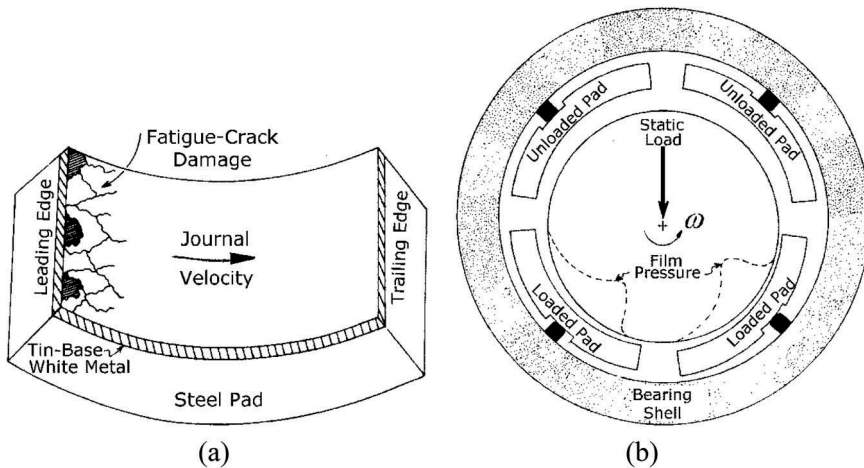 Fatigue-Crack
Damage
Leading Edge
Journal
Velocity
Trailing Edge
Tin-Base
White Metal
Steel Pad
(a)
Unloaded Pad
Unloaded Pad
Static
Load
ω
Film
Pressure
Loaded Pad
Loaded Pad
Bearing
Shell
(b)